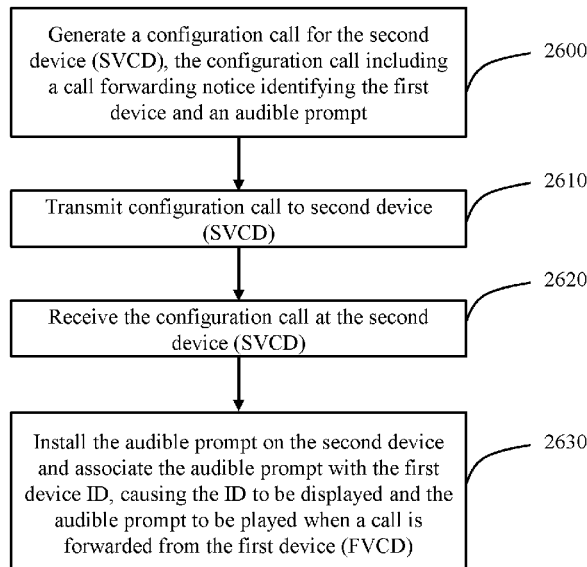 Generate a configuration call for the second
device (SVCD), the configuration call including
a call forwarding notice identifying the first
device and an audible prompt
2600
Transmit configuration call to second device
(SVCD)
2610
Receive the configuration call at the second
device (SVCD)
2620
Install the audible prompt on the second device
and associate the audible prompt with the first
device ID, causing the ID to be displayed and the
audible prompt to be played when a call is
forwarded from the first device (FVCD)
2630